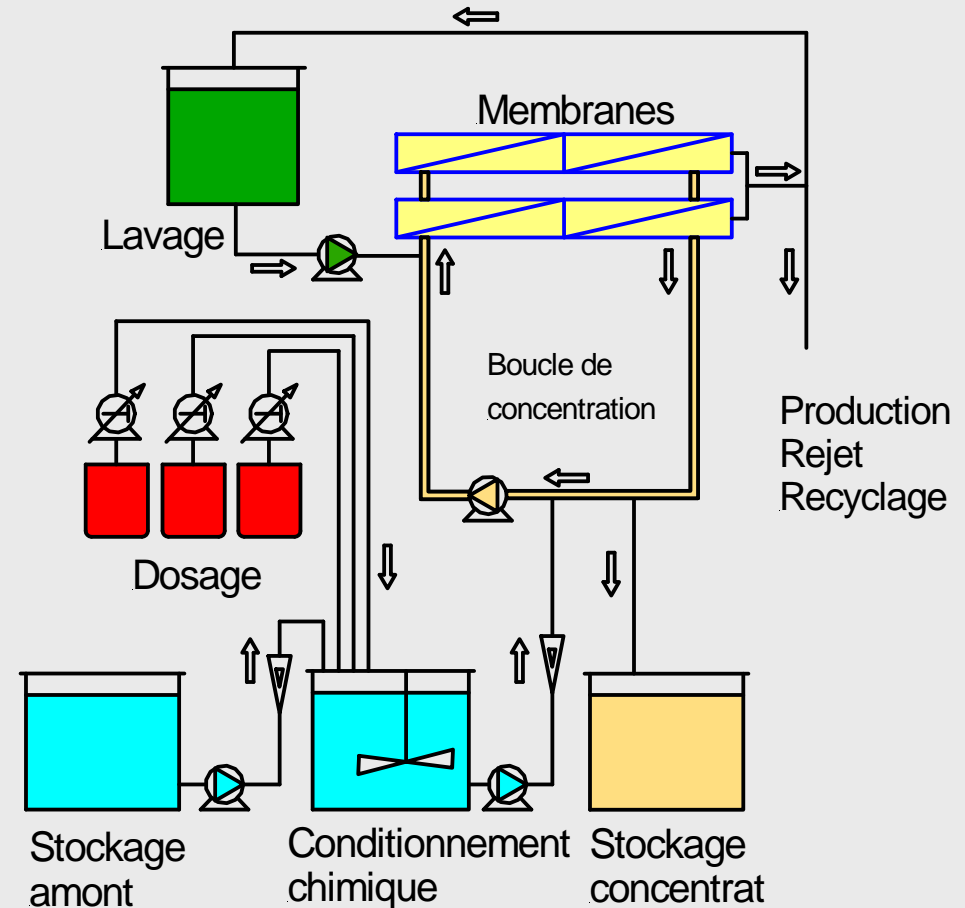 Membranes
Lavage
Boucle de
concentration
Production
Rejet
Recyclage
Dosage
Stockage
amont
Conditionnement
chimique
Stockage
concentrat